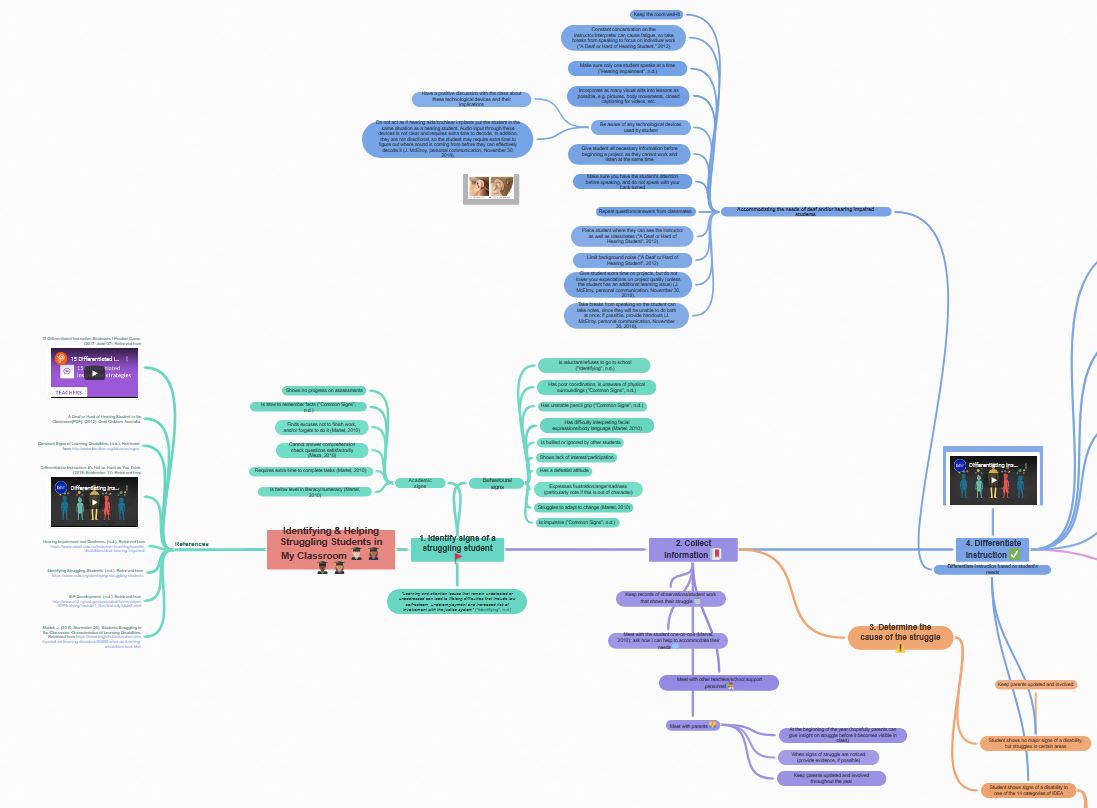 Keep the room well-lit
Constant concentration on the
instructor/interpreter can cause fatigue, so take
breaks from speaking to focus on individual work
("A Deaf or Hard of Hearing Student," 2012)
Make sure only one student speaks at a time
("Hearing Impairment", n.d.)
Incorporate as many visual aids into lessons as
possible, e.g. pictures, body movements, closed
captioning for videos, etc.
Have a positive discussion with the class about
these technological devices and their
implications
Be aware of any technological devices
used by student
Do not act as if hearing aids/cochlear implants put the student in the
same situation as a hearing student. Audio input through these
devices is not clear and requires extra time to decode. In addition,
they are not directional, so the student may require extra time to
figure out where sound is coming from before they can effectively
decode it (J. McElroy, personal communication, November 30,
2018).
Give student all necessary information before
beginning a project, as they cannot work and
listen at the same time
Make sure you have the student's attention
before speaking, and do not speak with your
back turned
Repeat questions/answers from classmates
Accommodating the needs of deaf and/or hearing impaired
students
Place student where they can see the instructor
as well as classmates ("A Deaf or Hard of
Hearing Student", 2012)
Limit background noise ("A Deaf or Hard of
Hearing Student", 2012)
Give student extra time on projects, but do not
lower your expectations on project quality (unless
the student has an additional learning issue) (J.
McElroy, personal communication, November 30,
2018).
Take breaks from speaking so the student can
take notes, since they will be unable to do both
at once; if possible, provide handouts (J.
McElroy, personal communication, November
30, 2018).
15 Differentiated Instruction Strategies I Product Guru.
(2017, June 07). Retrieved from
15 Differentiated I...
TEACHERS
A Deaf or Hard of Hearing Student in the
Classroom[PDF]. (2012). Deaf Children Australia.
Common Signs of Learning Disabilities. (n.d.). Retrieved
from
Differentiating Instruction: It's Not as Hard as You Think.
(2018, September 17). Retrieved from
Differentiating Ins...
Hearing Impairment and Deafness. (n.d.). Retrieved from
Identifying Struggling Students. (n.d.). Retrieved from
IEP Development. (n.d.). Retrieved from
Martel, J. (2010, November 26). Students Struggling in
the Classroom: Characteristics of Learning Disabilities.
Retrieved from
References
Shows no progress on assessments
Is slow to remember facts ("Common Signs",
n.d.)
Finds excuses not to finish work,
and/or forgets to do it (Martel, 2010)
Cannot answer comprehension
check questions satisfactorily
Requires extra time to complete tasks (Martel, 2010)
Is below level in literacy/numeracy (Martel,
2010)
Academic
signs
Behavioural
signs
Is reluctant/refuses to go to school
("Identifying", n.d.)
Has poor coordination, is unaware of physical
surroundings ("Common Signs", n.d.)
Has unstable pencil grip ("Common Signs", n.d.)
Has difficulty interpreting facial
expressions/body language (Martel, 2010)
Is bullied or ignored by other students
Shows lack of interest/participation
Has a defeatist attitude
Expresses frustration/anger/sadness
(particularly note if this is out of character)
Struggles to adapt to change (Martel, 2010)
Is impulsive ("Common Signs", n.d.)
Identifying & Helping
Struggling Students in
My Classroom
1. Identify signs of a
struggling student
"Learning and attention issues that remain undetected or
unaddressed can lead to lifelong difficulties that include low
self-esteem, underemployment and increased risk of
involvement with the justice system" ("Identifying", n.d.)
2. Collect
Information
Keep records of observations/student work
that shows their struggle
Meet with the student one-on-one (Martel,
2010); ask how I can help to accommodate their
needs
Meet with other teachers/school support
personnel
Meet with parents
At the beginning of the year (hopefully parents can
give insight on struggle before it becomes visible in
class)
When signs of struggle are noticed
(provide evidence, if possible)
Keep parents updated and involved
throughout the year
3. Determine the
cause of the struggle
Differentiating Ins...
4. Differentiate
Instruction
Differentiate instruction based on student's
needs
Keep parents updated and involved
Student shows no major signs of a disability,
but struggles in certain areas
Student shows signs of a disability in
one of the 14 categories of IDEA